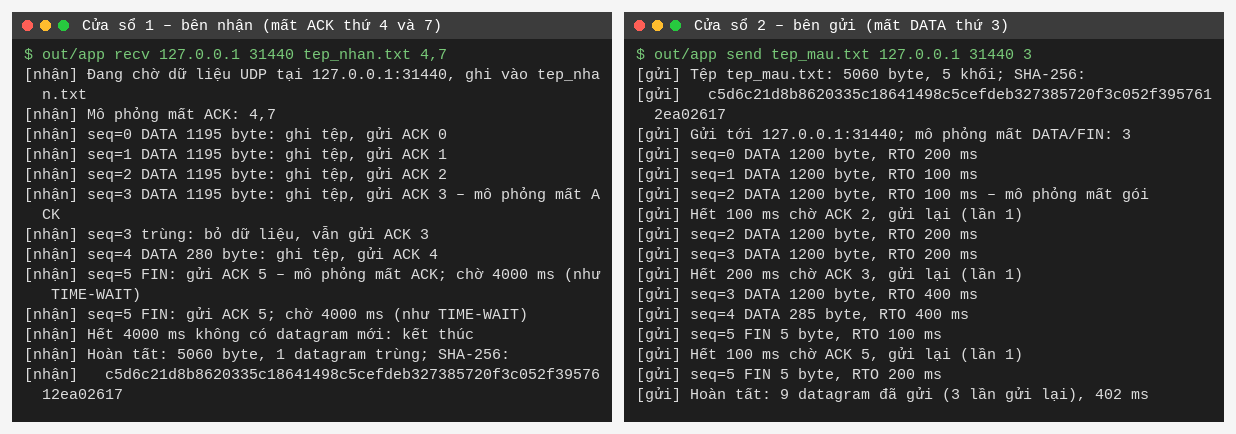 Cửa sổ 1 – bên nhận (mất ACK thứ 4 và 7)
$ out/app recv 127.0.0.1 31440 tep_nhan.txt 4,7
[nhận] Đang chờ dữ liệu UDP tại 127.0.0.1:31440, ghi vào tep_nha
n.txt
[nhận] Mô phỏng mất ACK: 4,7
[nhận] seq=0 DATA 1195 byte: ghi tệp, gửi ACK 0
[nhận] seq=1 DATA 1195 byte: ghi tệp, gửi ACK 1
[nhận] seq=2 DATA 1195 byte: ghi tệp, gửi ACK 2
[nhận] seq=3 DATA 1195 byte: ghi tệp, gửi ACK 3 – mô phỏng mất A
CK
[nhận] seq=3 trùng: bỏ dữ liệu, vẫn gửi ACK 3
[nhận] seq=4 DATA 280 byte: ghi tệp, gửi ACK 4
[nhận] seq=5 FIN: gửi ACK 5 – mô phỏng mất ACK; chờ 4000 ms (như
TIME-WAIT)
[nhận] seq=5 FIN: gửi ACK 5; chờ 4000 ms (như TIME-WAIT)
[nhận] Hết 4000 ms không có datagram mới: kết thúc
[nhận] Hoàn tất: 5060 byte, 1 datagram trùng; SHA-256:
[nhận]   c5d6c21d8b8620335c18641498c5cefdeb327385720f3c052f39576
12ea02617
Cửa sổ 2 – bên gửi (mất DATA thứ 3)
$ out/app send tep_mau.txt 127.0.0.1 31440 3
[gửi] Tệp tep_mau.txt: 5060 byte, 5 khối; SHA-256:
[gửi]   c5d6c21d8b8620335c18641498c5cefdeb327385720f3c052f395761
2ea02617
[gửi] Gửi tới 127.0.0.1:31440; mô phỏng mất DATA/FIN: 3
[gửi] seq=0 DATA 1200 byte, RTO 200 ms
[gửi] seq=1 DATA 1200 byte, RTO 100 ms
[gửi] seq=2 DATA 1200 byte, RTO 100 ms – mô phỏng mất gói
[gửi] Hết 100 ms chờ ACK 2, gửi lại (lần 1)
[gửi] seq=2 DATA 1200 byte, RTO 200 ms
[gửi] seq=3 DATA 1200 byte, RTO 200 ms
[gửi] Hết 200 ms chờ ACK 3, gửi lại (lần 1)
[gửi] seq=3 DATA 1200 byte, RTO 400 ms
[gửi] seq=4 DATA 285 byte, RTO 400 ms
[gửi] seq=5 FIN 5 byte, RTO 100 ms
[gửi] Hết 100 ms chờ ACK 5, gửi lại (lần 1)
[gửi] seq=5 FIN 5 byte, RTO 200 ms
[gửi] Hoàn tất: 9 datagram đã gửi (3 lần gửi lại), 402 ms